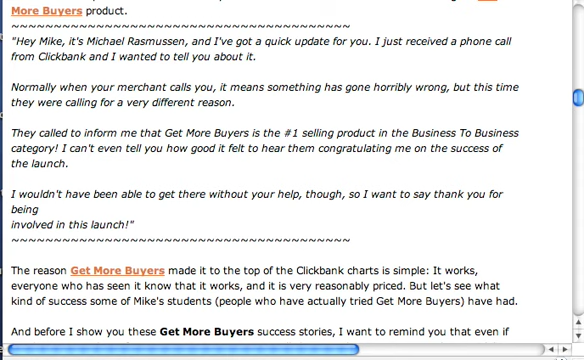 More Buyers product.
~~~~~~~~~~~~~~~~~~~~~~~~~~~~~~~~~~~~~~~~
"Hey Mike, it's Michael Rasmussen, and I've got a quick update for you. I just received a phone call
from Clickbank and I wanted to tell you about it.
Normally when your merchant calls you, it means something has gone horribly wrong, but this time
they were calling for a very different reason.
They called to inform me that Get More Buyers is the #1 selling product in the Business To Business
category! I can't even tell you how good it felt to hear them congratulating me on the success of
the launch.
I wouldn't have been able to get there without your help, though, so I want to say thank you for
being
involved in this launch!"
~~~~~~~~~~~~~~~~~~~~~~~~~~~~~~~~~~~~~~~~
The reason Get More Buyers made it to the top of the Clickbank charts is simple: It works,
everyone who has seen it know that it works, and it is very reasonably priced. But let's see what
kind of success some of Mike's students (people who have actually tried Get More Buyers) have had.
And before I show you these Get More Buyers success stories, I want to remind you that even if